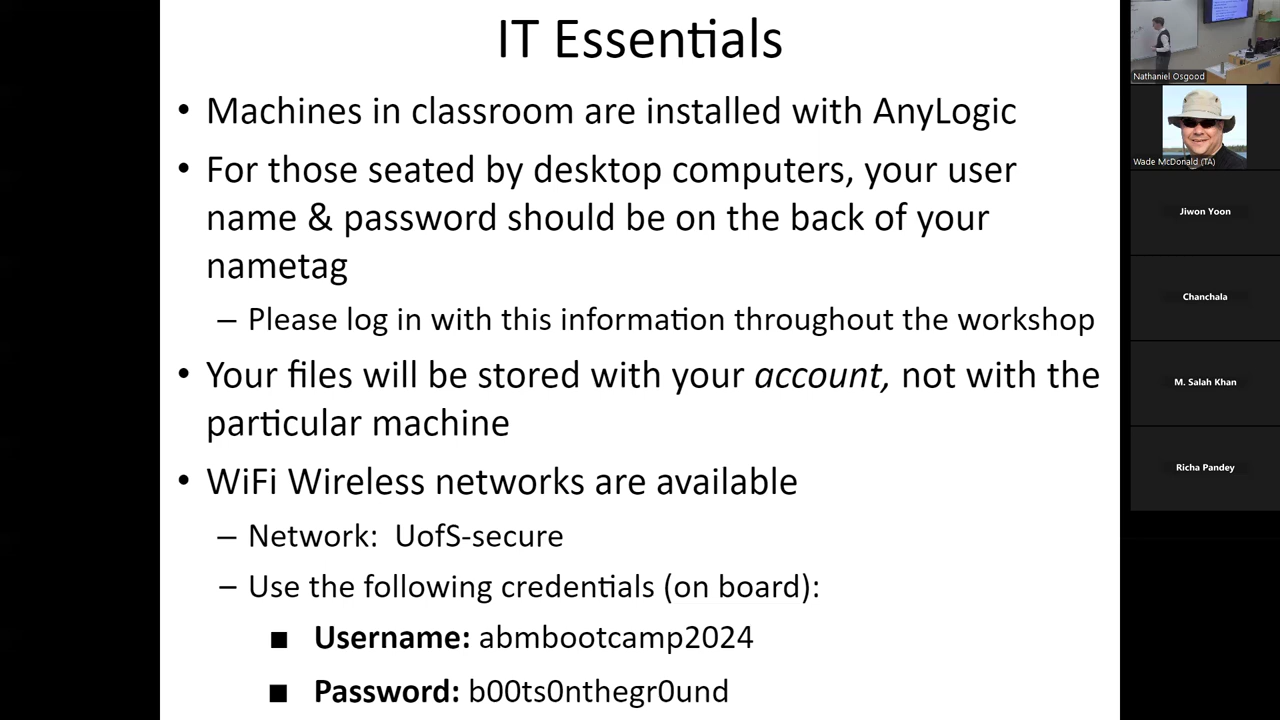 IT Essentials
• Machines in classroom are installed with AnyLogic
• For those seated by desktop computers, your user
name & password should be on the back of your
nametag
– Please log in with this information throughout the workshop
• Your files will be stored with your account, not with the
particular machine
• WiFi Wireless networks are available
– Network: UofS-secure
– Use the following credentials (on board):
■ Username: abmbootcamp2024
■ Password: b00ts0nthegr0und
Nathaniel Osgood
Wade McDonald (TA)
Jiwon Yoon
Chanchala
M. Salah Khan
Richa Pandey